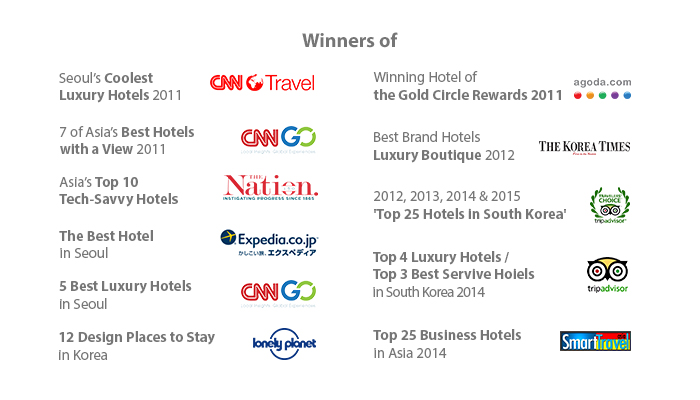 Winners of
Seoul's Coolest
Luxury Hotels 2011
CNN Travel
7 of Asia's Best Hotels
with a View 2011
CNN GO
Asia's Top 10
Tech-Savvy Hotels
THE
Nation.
INSTIGATING PROGRESS SINCE 1865
The Best Hotel
in Seoul
Expedia.co.jp
かしこい旅、エクスペディア
5 Best Luxury Hotels
in Seoul
CNN GO
12 Design Places to Stay
in Korea
lonely planet
Winning Hotel of
the Gold Circle Rewards 2011
agoda.com
Best Brand Hotels
Luxury Boutique 2012
THE KOREA TIMES
2012, 2013, 2014 & 2015
'Top 25 Hotels in South Korea'
TRAVELERS'
CHOICE
tripadvisor
Top 4 Luxury Hotels /
Top 3 Best Servive Hoiels
in South Korea 2014
tripadvisor
Top 25 Business Hotels
in Asia 2014
SmartTravel